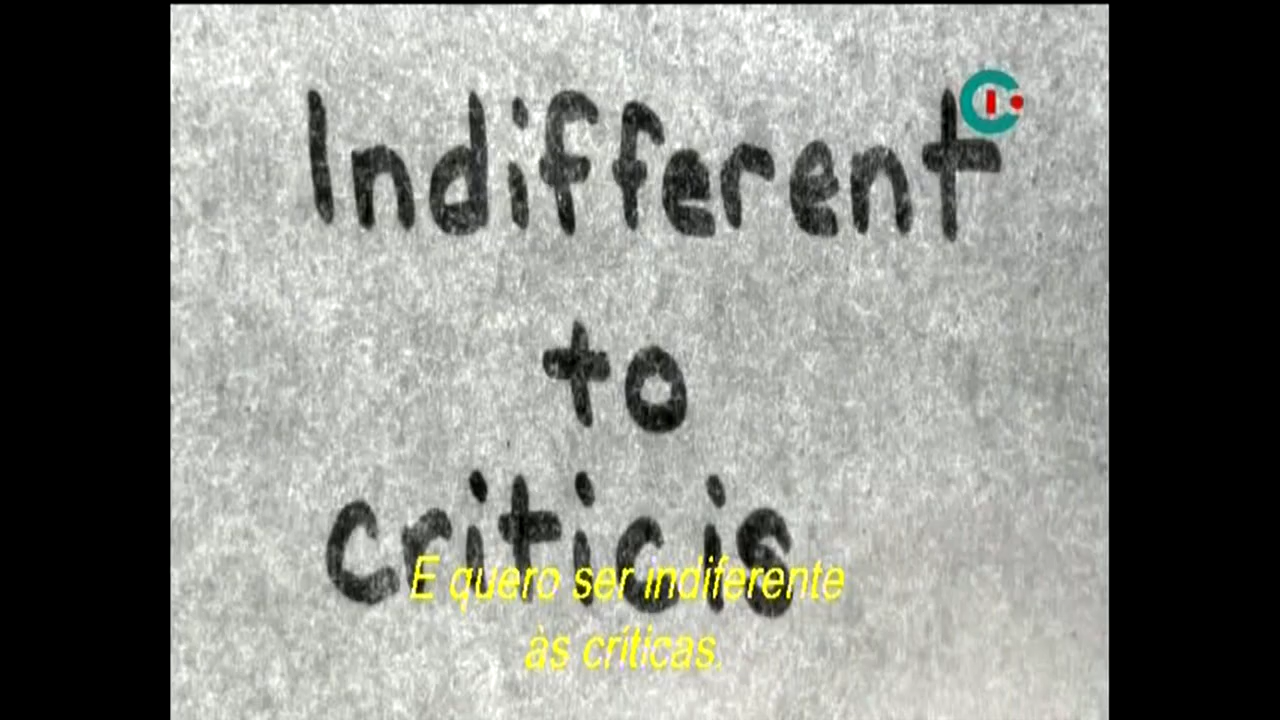 Indifferent
to
criticis
E quero ser indiferente
às críticas.